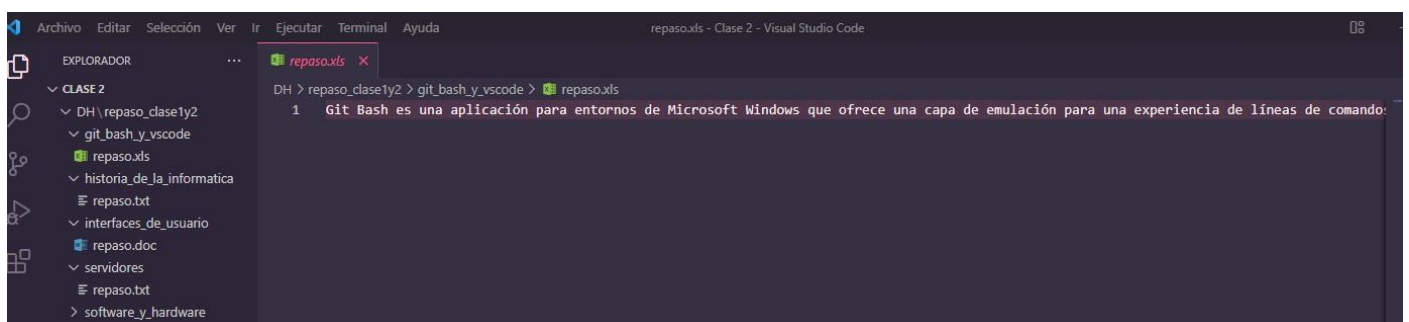 Archivo Editar Selección Ver Ir Ejecutar Terminal Ayuda repaso.xls - Clase 2 - Visual Studio Code
EXPLORADOR ... repaso.xls
CLASE 2
DH > repaso_clase1y2 > git_bash_y_vscode > repaso.xls
DH\repaso_clase1y2
1 Git Bash es una aplicación para entornos de Microsoft Windows que ofrece una capa de emulación para una experiencia de líneas de comandos
git_bash_y_vscode
repaso.xls
historia_de_la_informatica
repaso.txt
interfaces_de_usuario
repaso.doc
servidores
repaso.txt
software_y_hardware